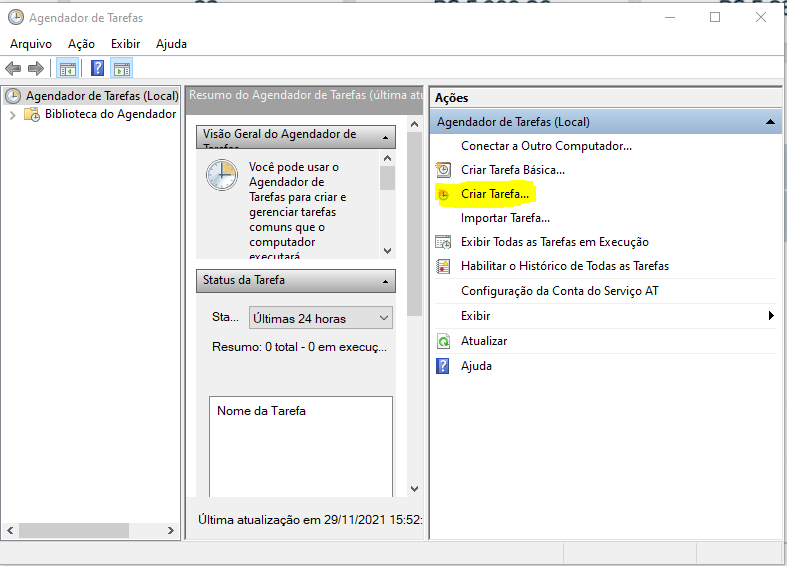 Agendador de Tarefas
Arquivo Ação Exibir Ajuda
Agendador de Tarefas (Local)
Biblioteca do Agendador
Resumo do Agendador de Tarefas (última atu
Visão Geral do Agendador de
Tarefas
Você pode usar o
Agendador de
Tarefas para criar e
gerenciar tarefas
comuns que o
computador
executará
Status da Tarefa
Sta... Últimas 24 horas
Resumo: 0 total - 0 em execuç...
Nome da Tarefa
Última atualização em 29/11/2021 15:52:
Ações
Agendador de Tarefas (Local)
Conectar a Outro Computador...
Criar Tarefa Básica...
Criar Tarefa...
Importar Tarefa...
Exibir Todas as Tarefas em Execução
Habilitar o Histórico de Todas as Tarefas
Configuração da Conta do Serviço AT
Exibir
Atualizar
Ajuda